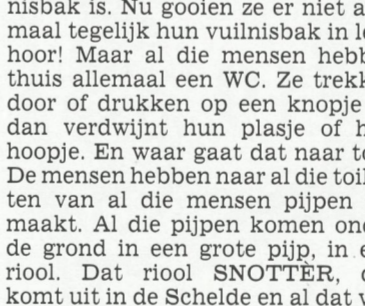 nisbak is. Nu gooien ze er niet a
maal tegelijk hun vuilnisbak in l
hoor! Maar al die mensen hebb
thuis allemaal een WC. Ze trekk
door of drukken op een knopje
dan verdwijnt hun plasje of h
hoopje. En waar gaat dat naar to
De mensen hebben naar al die toil
ten van al die mensen pijpen
maakt. Al die pijpen komen ond
de grond in een grote pijp, in e
riool. Dat riool SNOTTÈR, d
komt uit in de Schelde en al dat v